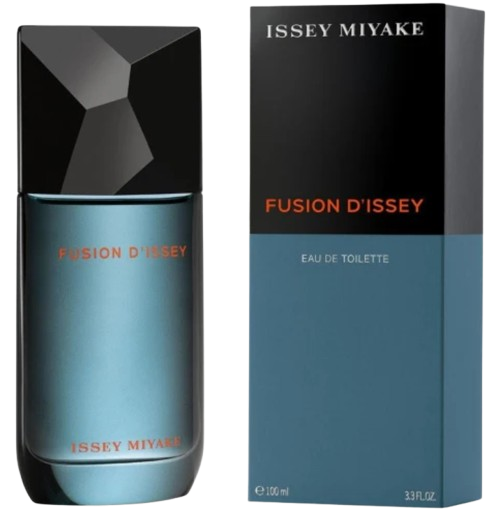 FUSION D'ISSEY
ISSEY MIYAKE
ISSEY MIYAKE
FUSION D'ISSEY
EAU DE TOILETTE
℮100 ml
3.3 FL.OZ.